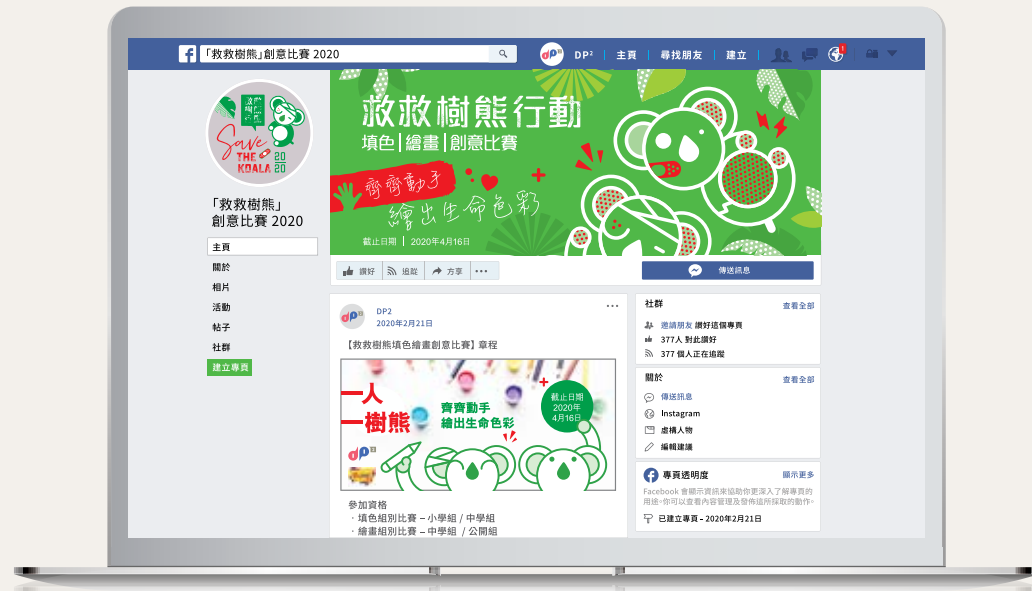 「救救樹熊」創意比賽 2020
DP²
主頁
尋找朋友
建立
救救樹熊
Save
THE
KOALA
20
20
「救救樹熊」
創意比賽 2020
主頁
關於
相片
活動
帖子
社群
建立專頁
救救樹熊行動
填色|繪畫|創意比賽
齊齊動手
繪出生命色彩
截止日期 | 2020年4月16日
讚好
追蹤
分享
傳送訊息
DP2
2020年2月21日
【救救樹熊填色繪畫創意比賽】章程
一人
一樹熊
齊齊動手
繪出生命色彩
截止日期
2020年
4月16日
dp
參加資格
· 填色組別比賽 – 小學組 / 中學組
· 繪畫組別比賽 – 中學組 / 公開組
社群
查看全部
邀請朋友 讚好這個專頁
377人 對此讚好
377 個人正在追蹤
關於
查看全部
傳送訊息
Instagram
虛構人物
編輯建議
專頁透明度
顯示更多
Facebook 會顯示資訊來協助你更深入了解專頁的
用途。你可以查看內容管理及發佈這所採取的動作。
已建立專頁 – 2020年2月21日